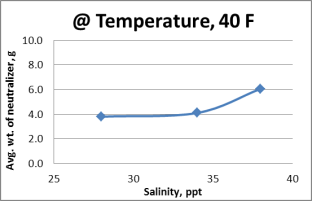 @ Temperature, 40 F
Avg. wt. of neutralizer, g
10.0
8.0
6.0
4.0
2.0
0.0
25 30 35 40
Salinity, ppt